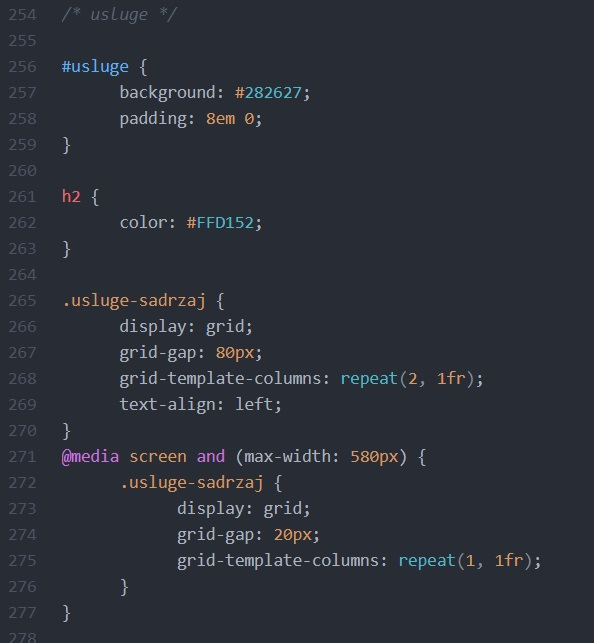 254 /* usluge */
255
256 #usluge {
257 background: #282627;
258 padding: 8em 0;
259 }
260
261 h2 {
262 color: #FFD152;
263 }
264
265 .usluge-sadrzaj {
266 display: grid;
267 grid-gap: 80px;
268 grid-template-columns: repeat(2, 1fr);
269 text-align: left;
270 }
271 @media screen and (max-width: 580px) {
272 .usluge-sadrzaj {
273 display: grid;
274 grid-gap: 20px;
275 grid-template-columns: repeat(1, 1fr);
276 }
277 }
278